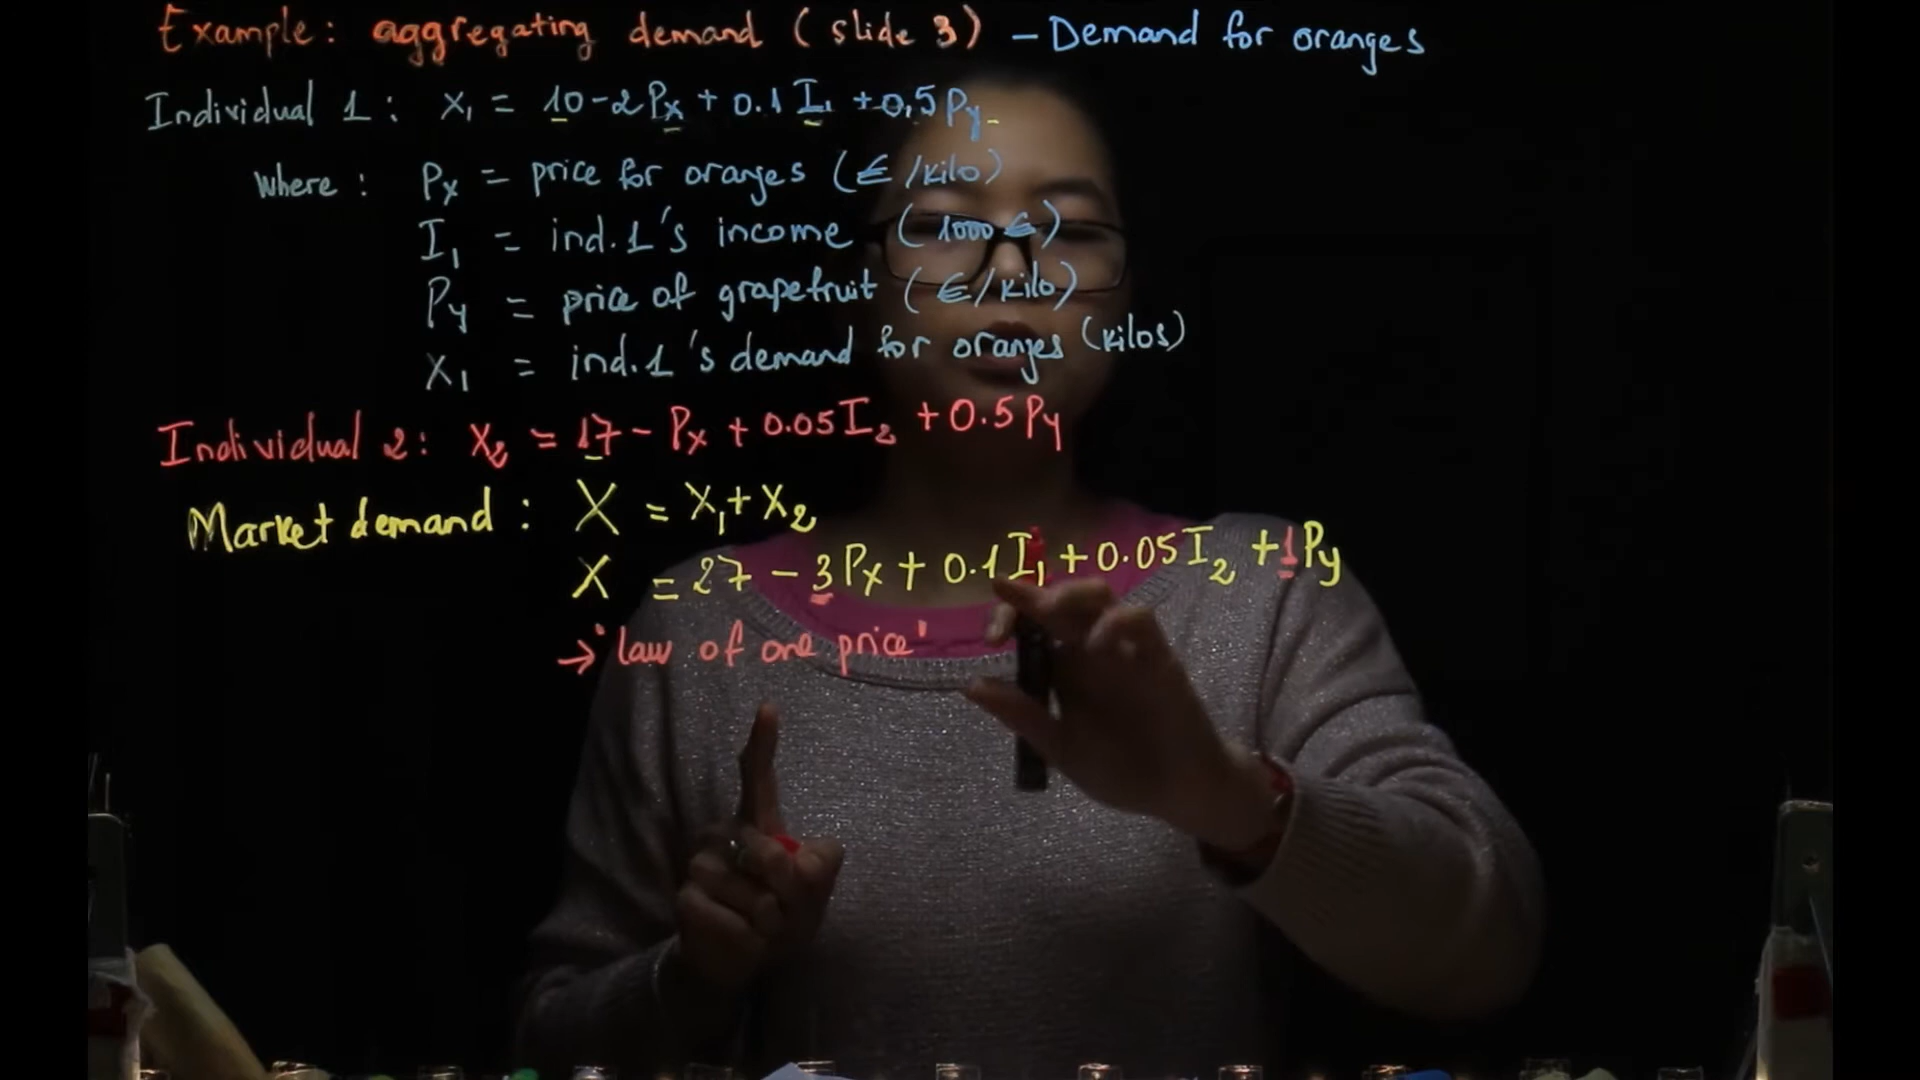 Example: aggregating demand (slide 3) – Demand for oranges
Individual 1: X₁ = 10 - 2Px + 0.1 I₁ + 0,5 Py
Where: Px = price for oranges (€/kilo)
I₁ = ind.1's income (1000 €)
Py = price of grapefruit (€/kilo)
X₁ = ind.1's demand for oranges (kilos)
Individual 2: X₂ = 17 - Px + 0.05 I₂ + 0.5 Py
Market demand: X = X₁ + X₂
X = 27 - 3Px + 0.1 I₁ + 0.05 I₂ + 1Py
→ 'law of one price'